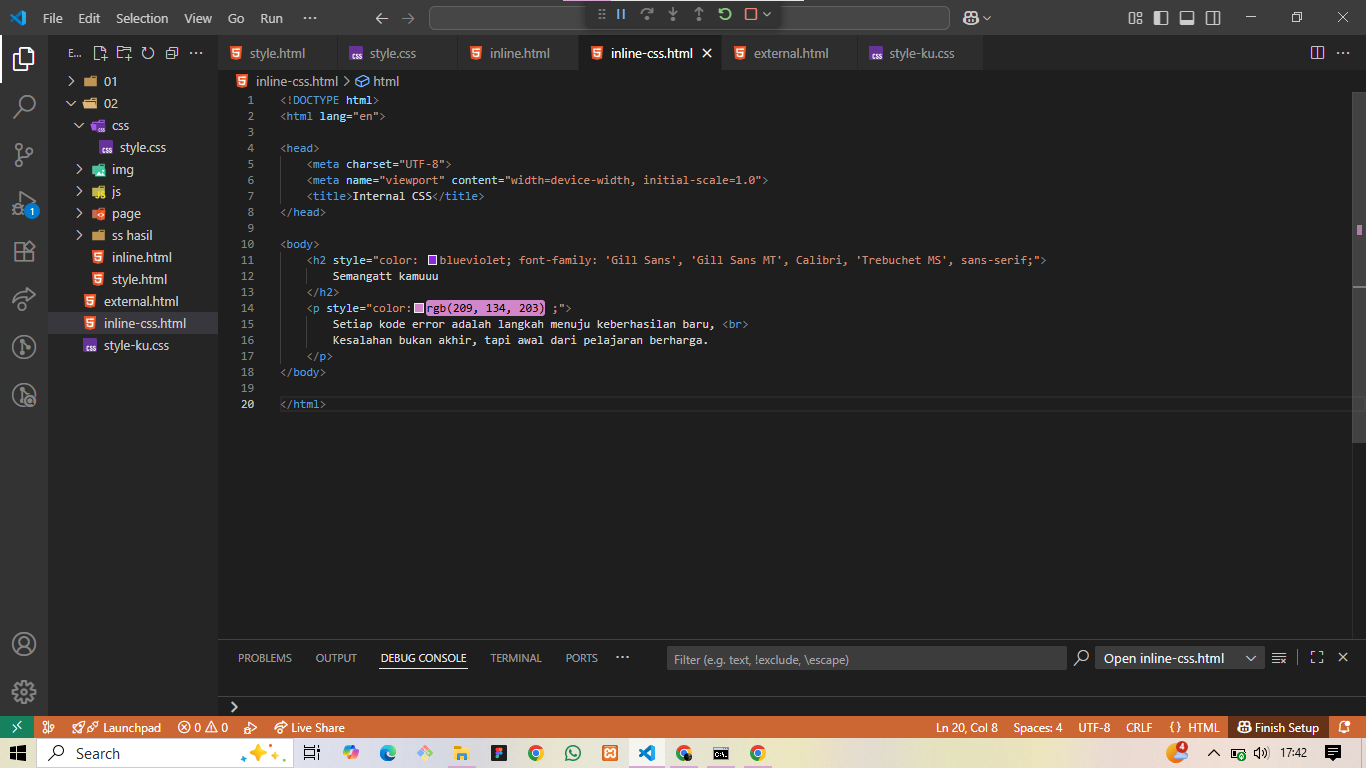 File Edit Selection View Go Run ···
E... ···
style.html style.css inline.html inline-css.html external.html style-ku.css ···
inline-css.html > html
01
02
css
style.css
img
js
page
ss hasil
inline.html
style.html
external.html
inline-css.html
style-ku.css
1
1 <!DOCTYPE html>
2 <html lang="en">
3
4 <head>
5 <meta charset="UTF-8">
6 <meta name="viewport" content="width=device-width, initial-scale=1.0">
7 <title>Internal CSS</title>
8 </head>
9
10 <body>
11 <h2 style="color: blueviolet; font-family: 'Gill Sans', 'Gill Sans MT', Calibri, 'Trebuchet MS', sans-serif;">
12 Semangatt kamuuu
13 </h2>
14 <p style="color:rgb(209, 134, 203) ;">
15 Setiap kode error adalah langkah menuju keberhasilan baru, <br>
16 Kesalahan bukan akhir, tapi awal dari pelajaran berharga.
17 </p>
18 </body>
19
20 </html>
PROBLEMS OUTPUT DEBUG CONSOLE TERMINAL PORTS ··· Filter (e.g. text, !exclude, \escape) Open inline-css.html
>
Launchpad 0 0 Live Share Ln 20, Col 8 Spaces: 4 UTF-8 CRLF {} HTML Finish Setup
Search 4 17:42